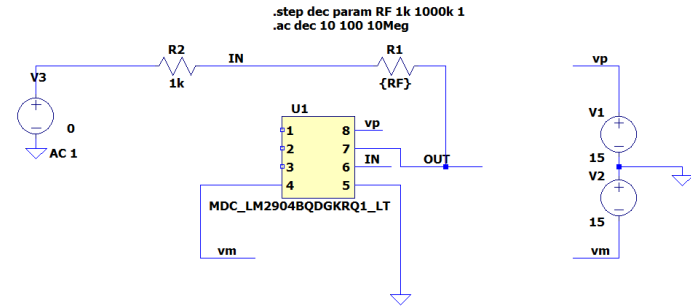 .step dec param RF 1k 1000k 1
.ac dec 10 100 10Meg
R2
IN
R1
vp
V3
1k
{RF}
U1
V1
1
8
vp
0
2
7
OUT
AC 1
3
6
IN
15
4
5
V2
MDC_LM2904BQDGKRQ1_LT
15
vm
vm